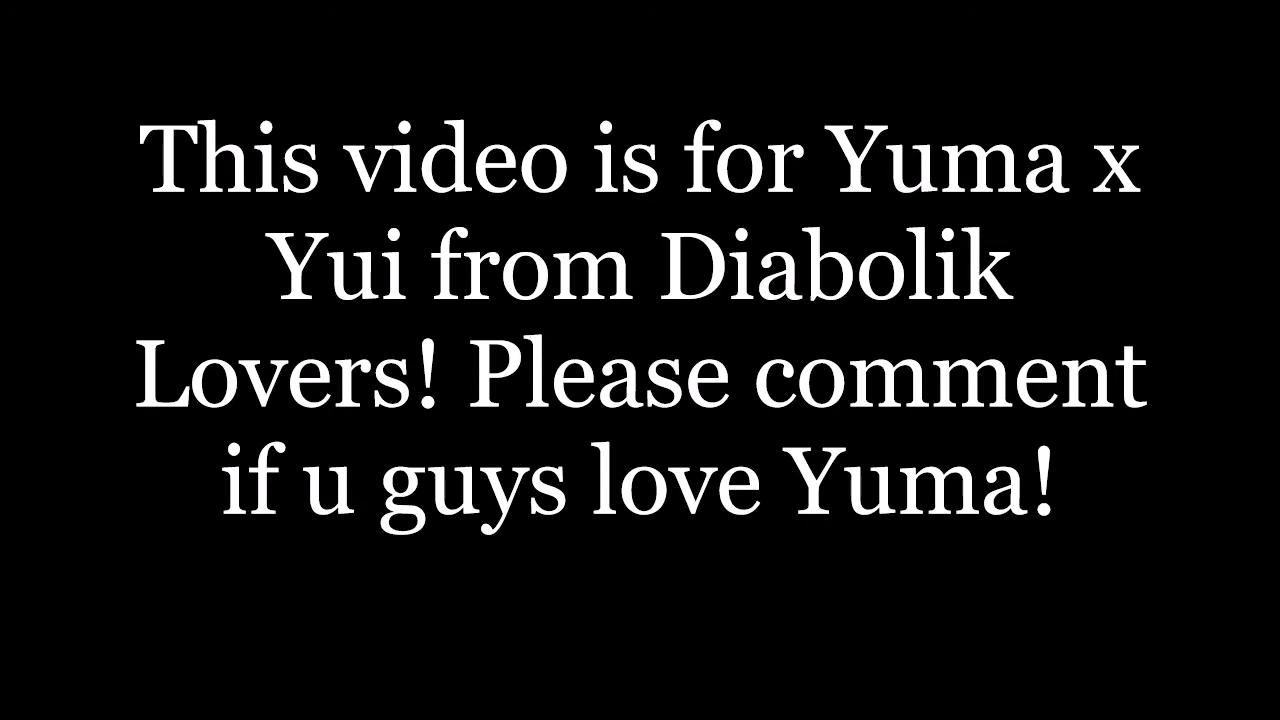 This video is for Yuma x
Yui from Diabolik
Lovers! Please comment
if u guys love Yuma!